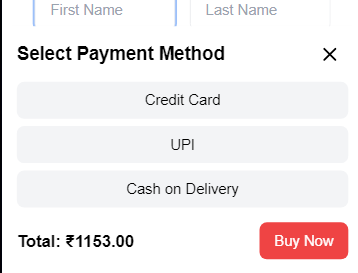 First Name Last Name
Select Payment Method
Credit Card
UPI
Cash on Delivery
Total: ₹1153.00 Buy Now